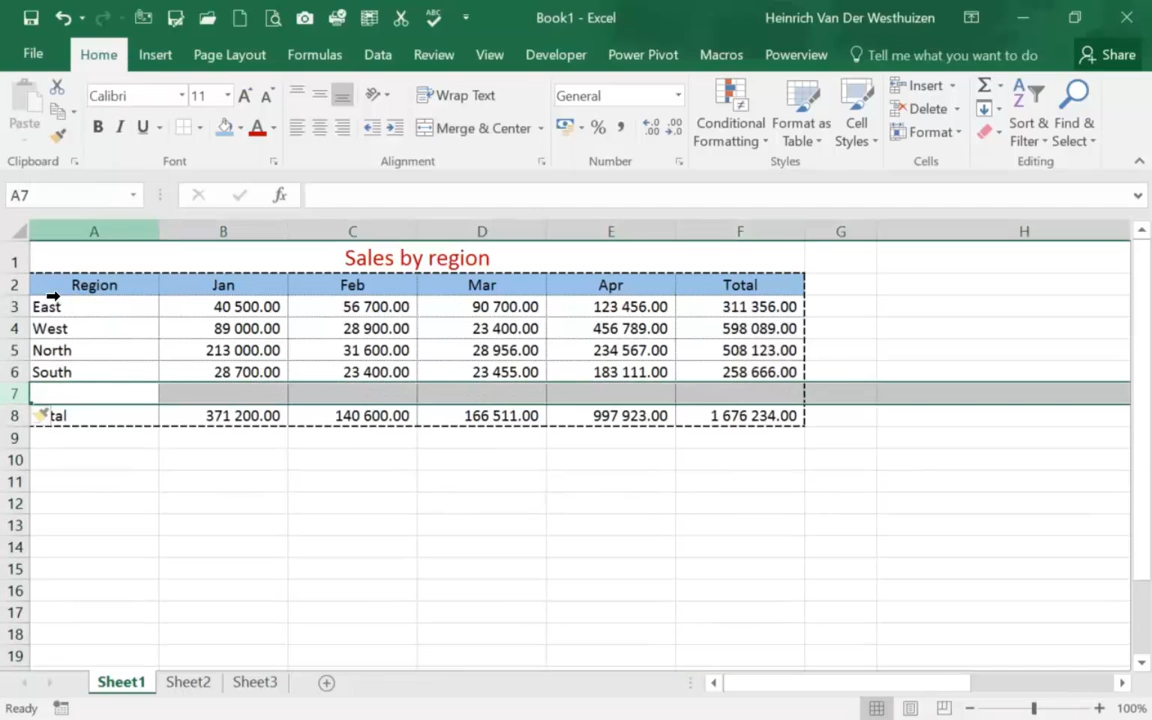 Book1 - Excel
Heinrich Van Der Westhuizen
File Home Insert Page Layout Formulas Data Review View Developer Power Pivot Macros Powerview Tell me what you want to do Share
Paste
Calibri 11
Wrap Text
General
Insert
B I U
Merge & Center
Conditional Formatting
Format as Table
Cell Styles
Delete
Format
Sort & Filter
Find & Select
Clipboard Font Alignment Number Styles Cells Editing
A7 fx
A B C D E F G H
1 Sales by region
2 Region Jan Feb Mar Apr Total
3 East 40 500.00 56 700.00 90 700.00 123 456.00 311 356.00
4 West 89 000.00 28 900.00 23 400.00 456 789.00 598 089.00
5 North 213 000.00 31 600.00 28 956.00 234 567.00 508 123.00
6 South 28 700.00 23 400.00 23 455.00 183 111.00 258 666.00
7
8 tal 371 200.00 140 600.00 166 511.00 997 923.00 1 676 234.00
9
10
11
12
13
14
15
16
17
18
19
Sheet1 Sheet2 Sheet3
Ready 100%